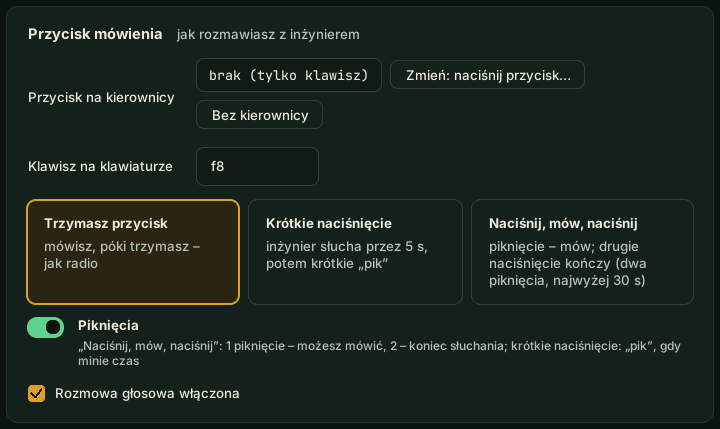 Przycisk mówienia jak rozmawiasz z inżynierem
Przycisk na kierownicy
brak (tylko klawisz)
Zmień: naciśnij przycisk...
Bez kierownicy
Klawisz na klawiaturze
f8
Trzymasz przycisk
mówisz, póki trzymasz –
jak radio
Krótkie naciśnięcie
inżynier słucha przez 5 s,
potem krótkie „pik”
Naciśnij, mów, naciśnij
piknięcie – mów; drugie
naciśnięcie kończy (dwa
piknięcia, najwyżej 30 s)
Piknięcia
„Naciśnij, mów, naciśnij”: 1 piknięcie – możesz mówić, 2 – koniec słuchania; krótkie naciśnięcie: „pik”, gdy
minie czas
Rozmowa głosowa włączona